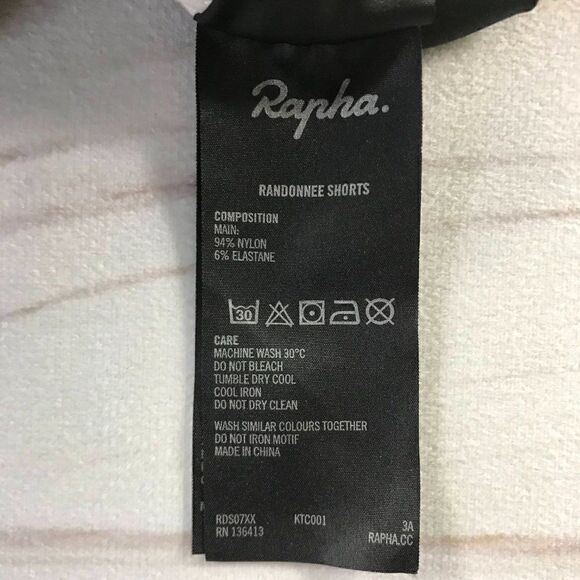 Rapha.
RANDONNEE SHORTS
COMPOSITION
MAIN:
94% NYLON
6% ELASTANE
30
CARE
MACHINE WASH 30°C
DO NOT BLEACH
TUMBLE DRY COOL
COOL IRON
DO NOT DRY CLEAN
WASH SIMILAR COLOURS TOGETHER
DO NOT IRON MOTIF
MADE IN CHINA
RDS07XX KTC001 3A
RN 136413 RAPHA.CC